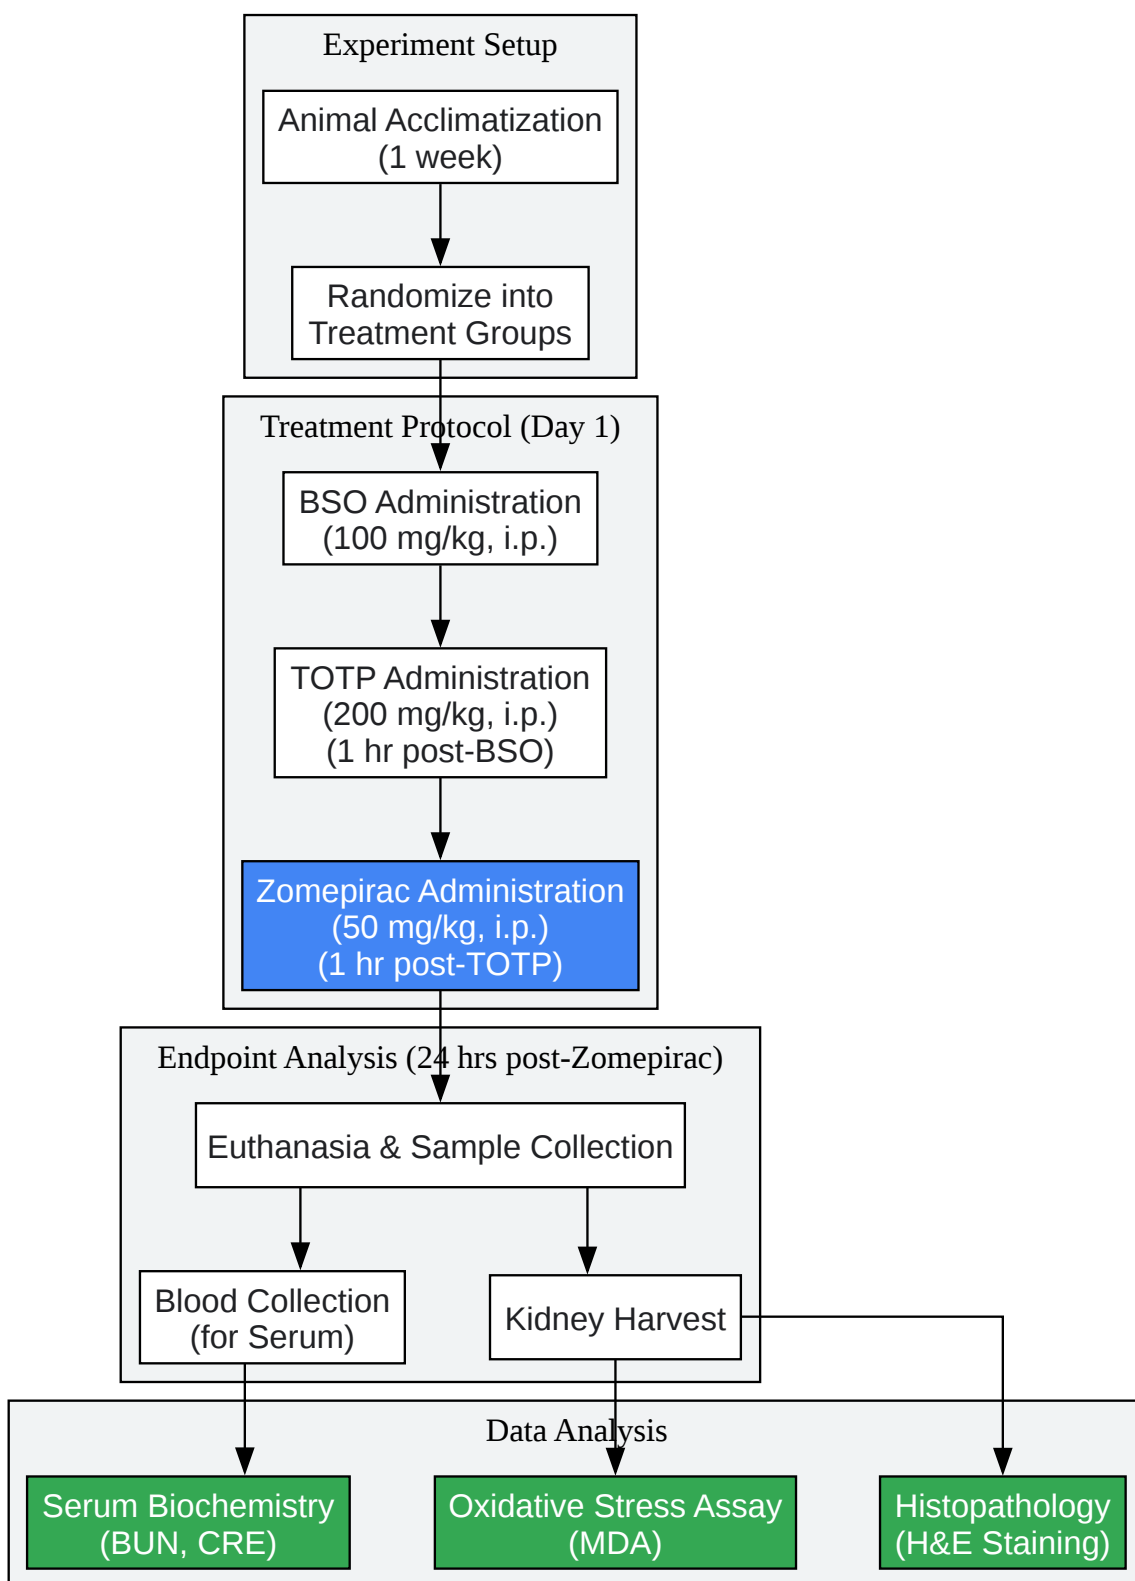 Experiment Setup
Animal Acclimatization
(1 week)
Randomize into
Treatment Groups
Treatment Protocol (Day 1)
BSO Administration
(100 mg/kg, i.p.)
TOTP Administration
(200 mg/kg, i.p.)
(1 hr post-BSO)
Zomepirac Administration
(50 mg/kg, i.p.)
(1 hr post-TOTP)
Endpoint Analysis (24 hrs post-Zomepirac)
Euthanasia & Sample Collection
Blood Collection
(for Serum)
Kidney Harvest
Data Analysis
Serum Biochemistry
(BUN, CRE)
Oxidative Stress Assay
(MDA)
Histopathology
(H&E Staining)